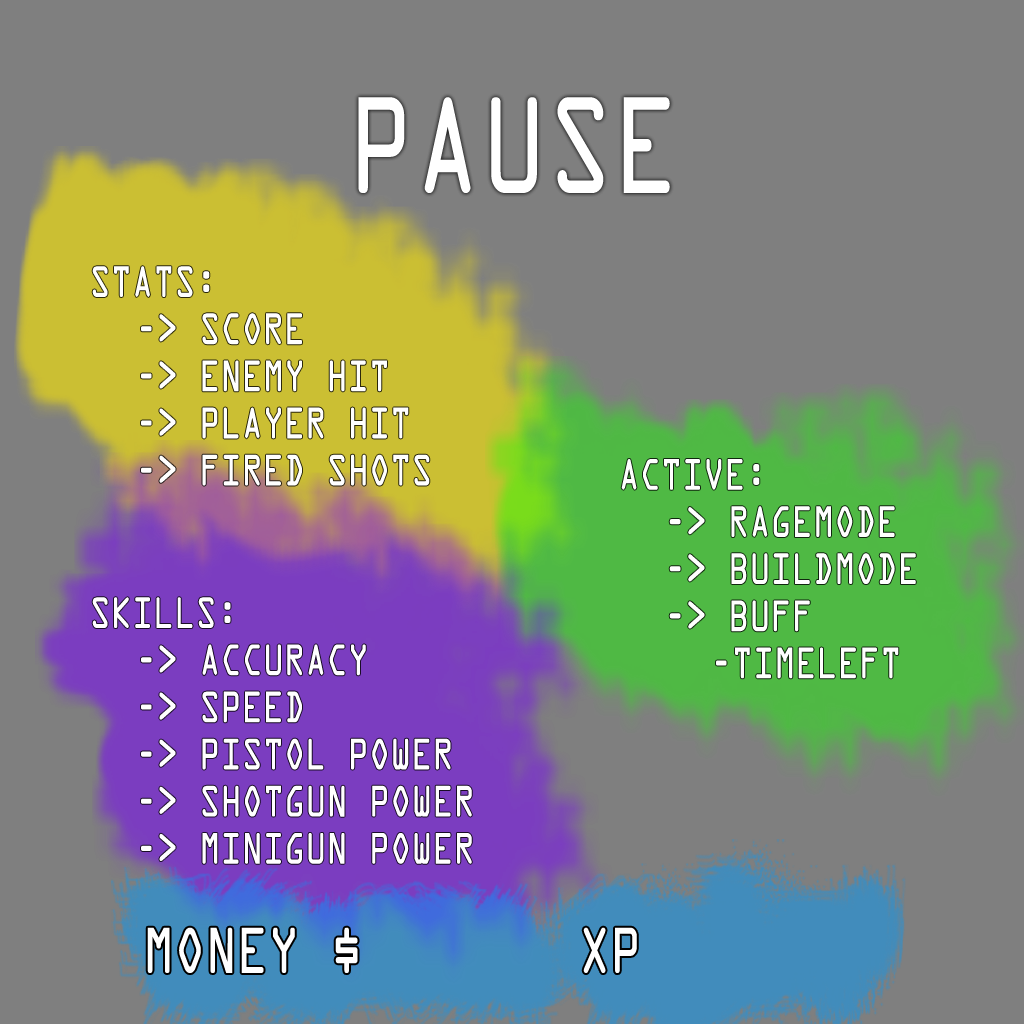 PAUSE
STATS:
-> SCORE
-> ENEMY HIT
-> PLAYER HIT
-> FIRED SHOTS
SKILLS:
-> ACCURACY
-> SPEED
-> PISTOL POWER
-> SHOTGUN POWER
-> MINIGUN POWER
ACTIVE:
-> RAGEMODE
-> BUILDMODE
-> BUFF
-TIMELEFT
MONEY $
XP